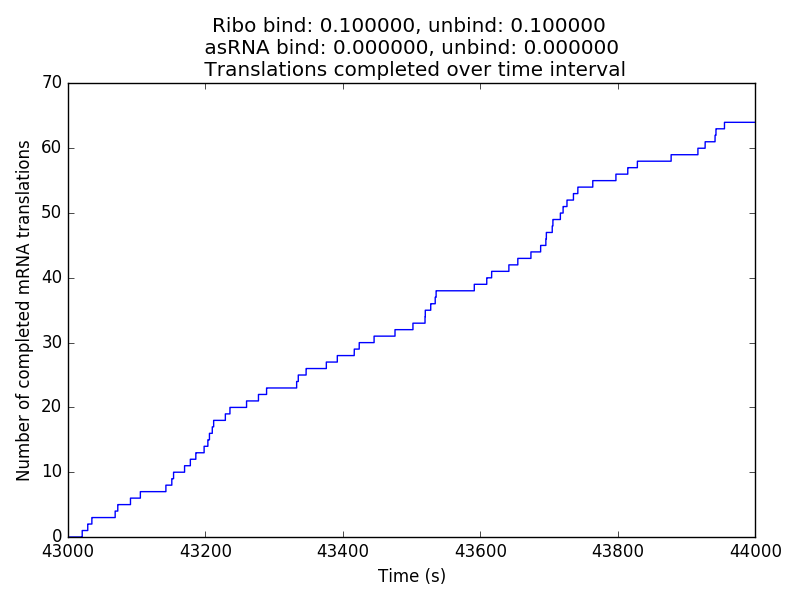 Ribo bind: 0.100000, unbind: 0.100000
asRNA bind: 0.000000, unbind: 0.000000
Translations completed over time interval
70
60
50
40
30
20
10
0
Number of completed mRNA translations
43000 43200 43400 43600 43800 44000
Time (s)